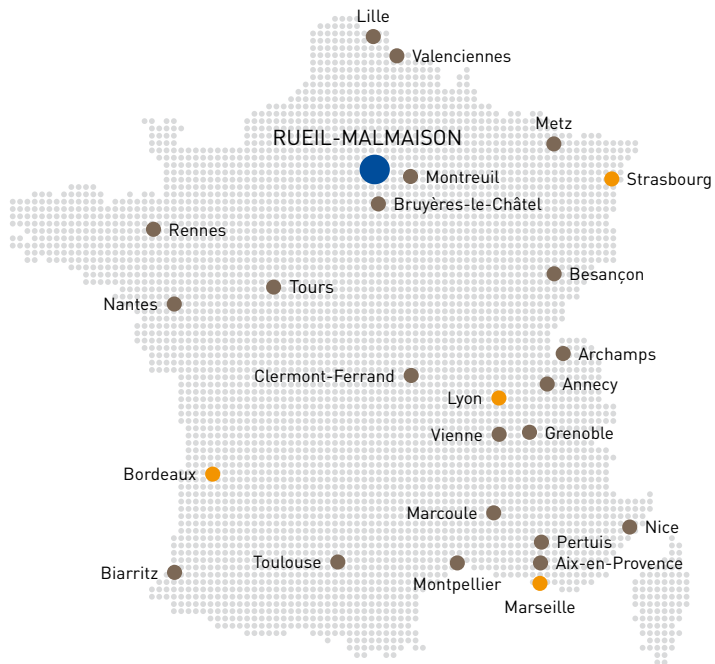 Lille
Valenciennes
Metz
RUEIL-MALMAISON
Montreuil
Strasbourg
Bruyères-le-Châtel
Rennes
Besançon
Tours
Nantes
Archamps
Clermont-Ferrand
Annecy
Lyon
Vienne
Grenoble
Bordeaux
Marcoule
Nice
Pertuis
Toulouse
Aix-en-Provence
Biarritz
Montpellier
Marseille